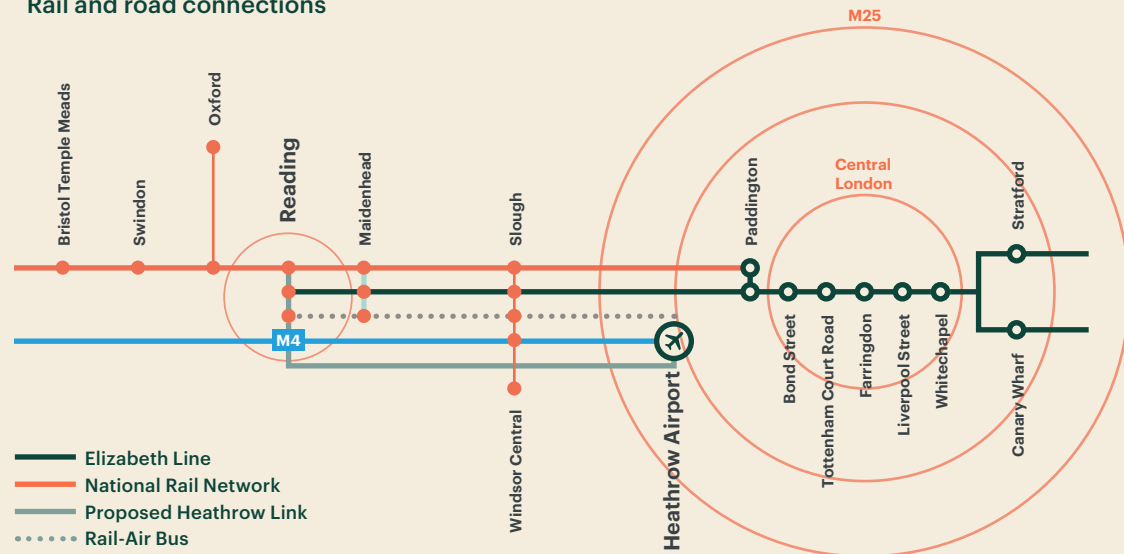 Rail and road connections
M25
Bristol Temple Meads
Swindon
Oxford
Reading
Maidenhead
Slough
Paddington
Central
London
Stratford
M4
Bond Street
Tottenham Court Road
Farringdon
Liverpool Street
Whitechapel
Canary Wharf
Heathrow Airport
Windsor Central
Elizabeth Line
National Rail Network
Proposed Heathrow Link
Rail-Air Bus